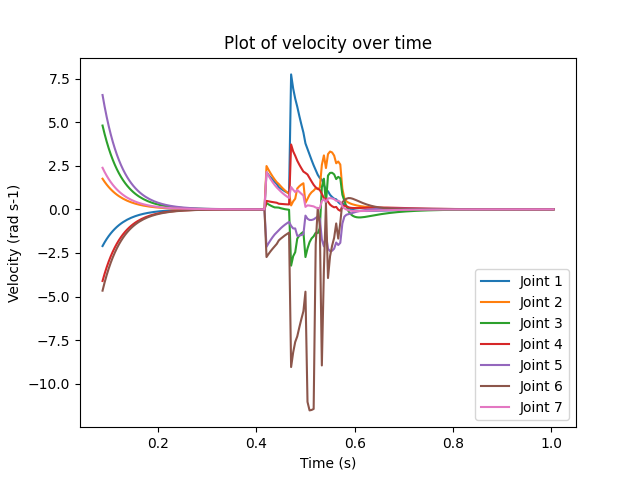 Plot of velocity over time
7.5
5.0
2.5
0.0
−2.5
−5.0
−7.5
−10.0
Velocity (rad s-1)
0.2 0.4 0.6 0.8 1.0
Time (s)
Joint 1
Joint 2
Joint 3
Joint 4
Joint 5
Joint 6
Joint 7